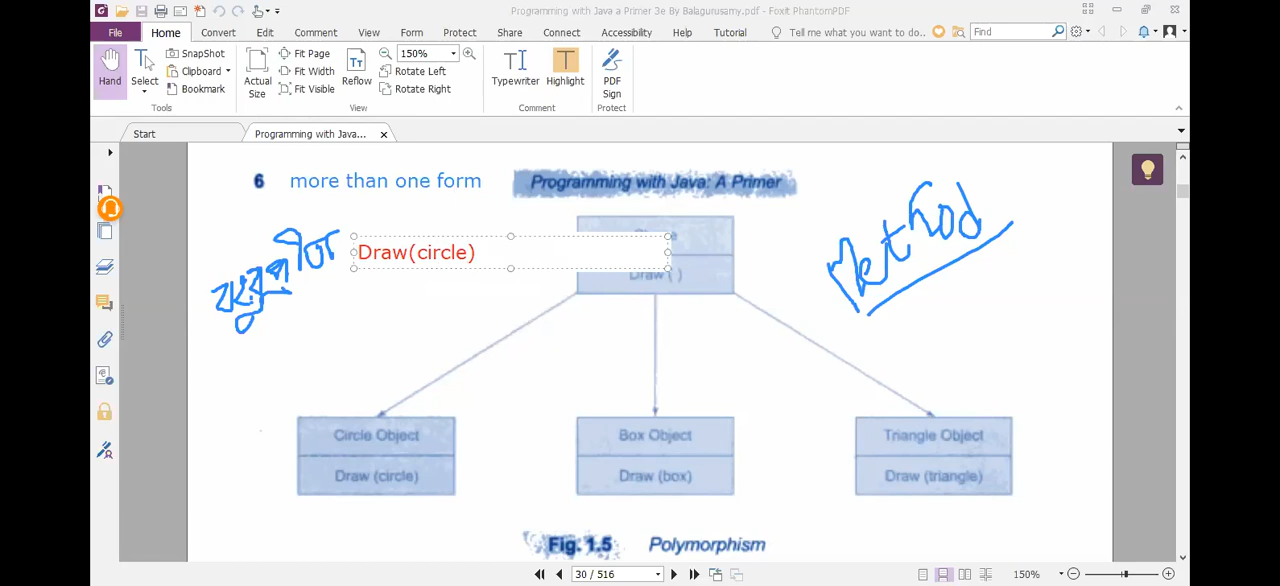 Programming with Java a Primer 3e By Balagurusamy.pdf - Foxit PhantomPDF
File Home Convert Edit Comment View Form Protect Share Connect Accessibility Help Tutorial Tell me what you want to do... Find
Hand
Select
SnapShot
Clipboard
Bookmark
Tools
Actual Size
Fit Page
Fit Width
Fit Visible
Reflow
150%
Rotate Left
Rotate Right
View
Typewriter
Highlight
Comment
PDF Sign
Protect
Start
Programming with Java...
6 more than one form Programming with Java: A Primer
Method
Draw(circle)
Draw ( )
Circle Object Box Object Triangle Object
Draw (circle) Draw (box) Draw (triangle)
Fig. 1.5 Polymorphism
30 / 516
150%